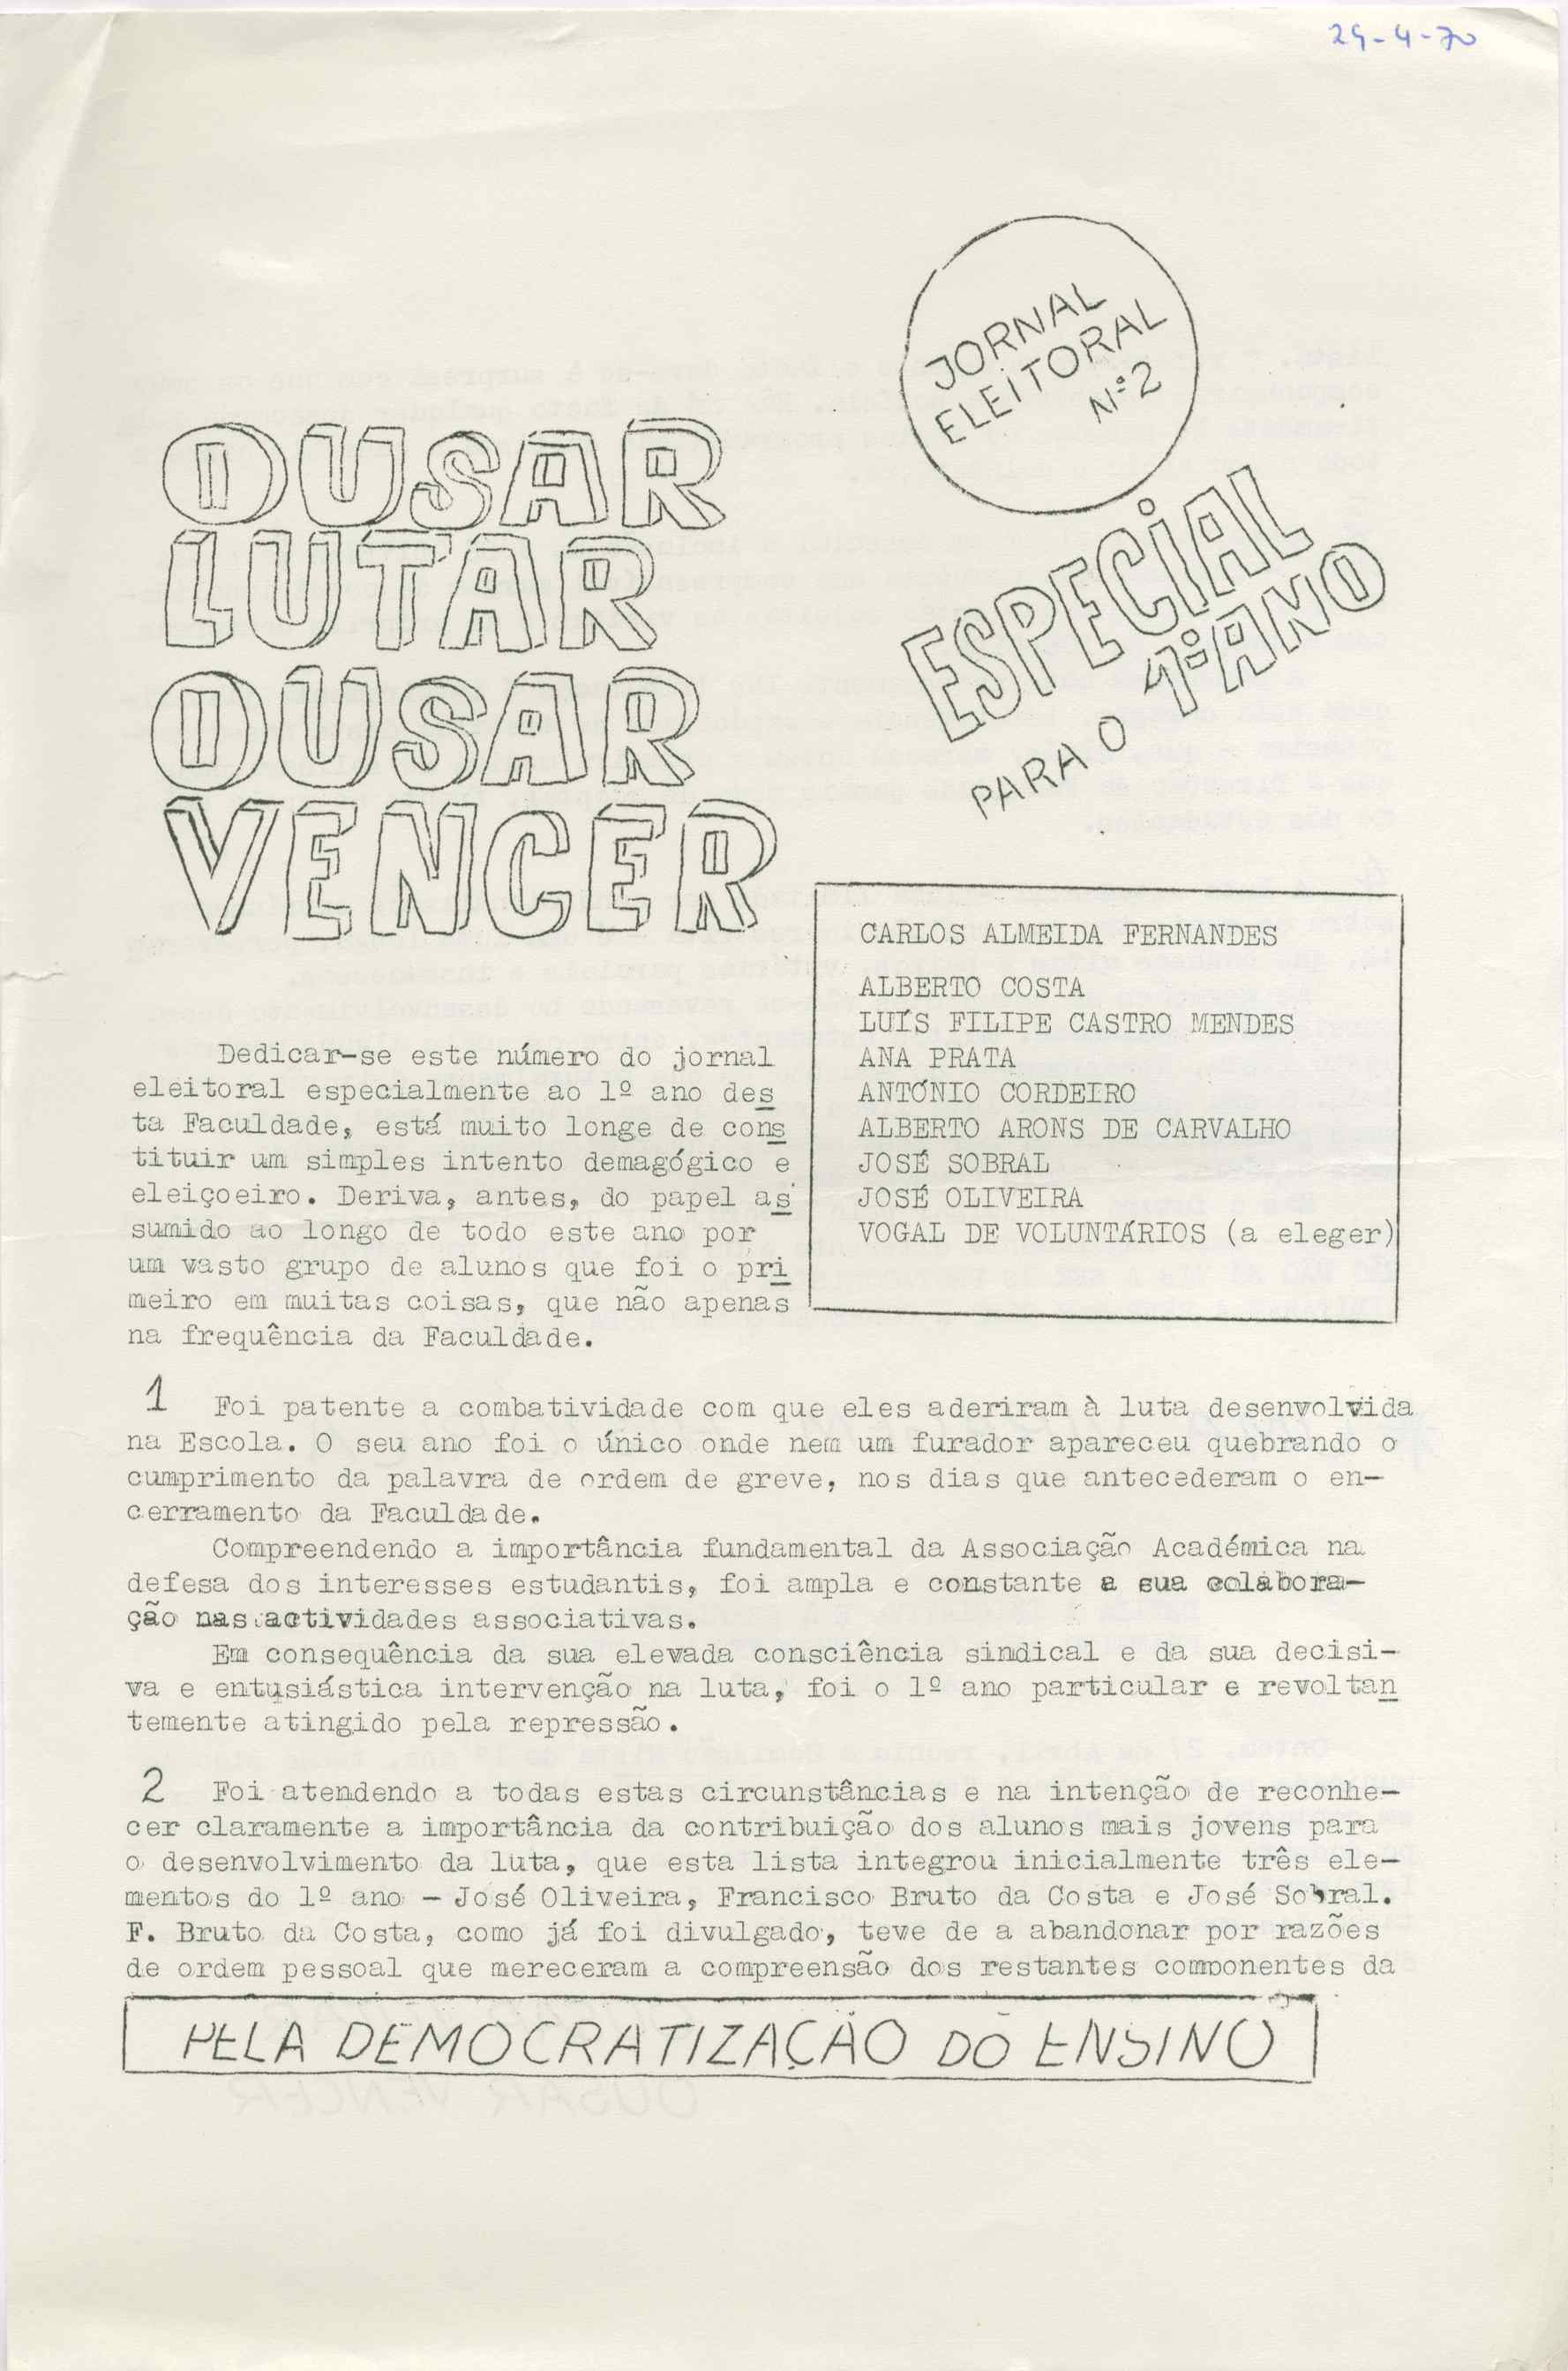 29-4-70
JORNAL
ELEITORAL
Nº 2
OUSAR
LUTAR
OUSAR
VENCER
ESPECIAL
PARA O 1º ANO
CARLOS ALMEIDA FERNANDES
ALBERTO COSTA
LUÍS FILIPE CASTRO MENDES
ANA PRATA
ANTÓNIO CORDEIRO
ALBERTO ARONS DE CARVALHO
JOSÉ SOBRAL
JOSÉ OLIVEIRA
VOGAL DE VOLUNTÁRIOS (a eleger)
Dedicar-se este número do jornal
eleitoral especialmente ao 1º ano des
ta Faculdade, está muito longe de cons
tituir um simples intento demagógico e
eleiçoeiro. Deriva, antes, do papel as
sumido ao longo de todo este ano por
um vasto grupo de alunos que foi o pri
meiro em muitas coisas, que não apenas
na frequência da Faculdade.
1 Foi patente a combatividade com que eles aderiram à luta desenvolvida
na Escola. O seu ano foi o único onde nem um furador apareceu quebrando o
cumprimento da palavra de ordem de greve, nos dias que antecederam o en-
cerramento da Faculdade.
Compreendendo a importância fundamental da Associação Académica na
defesa dos interesses estudantis, foi ampla e constante a sua colabora-
ção nas actividades associativas.
Em consequência da sua elevada consciência sindical e da sua decisi-
va e entusiástica intervenção na luta, foi o 1º ano particular e revoltan
temente atingido pela repressão.
2 Foi atendendo a todas estas circunstâncias e na intenção de reconhe-
cer claramente a importância da contribuição dos alunos mais jovens para
o desenvolvimento da luta, que esta lista integrou inicialmente três ele-
mentos do 1º ano - José Oliveira, Francisco Bruto da Costa e José Sobral.
F. Bruto da Costa, como já foi divulgado, teve de a abandonar por razões
de ordem pessoal que mereceram a compreensão dos restantes componentes da
PELA DEMOCRATIZAÇÃO DO ENSINO